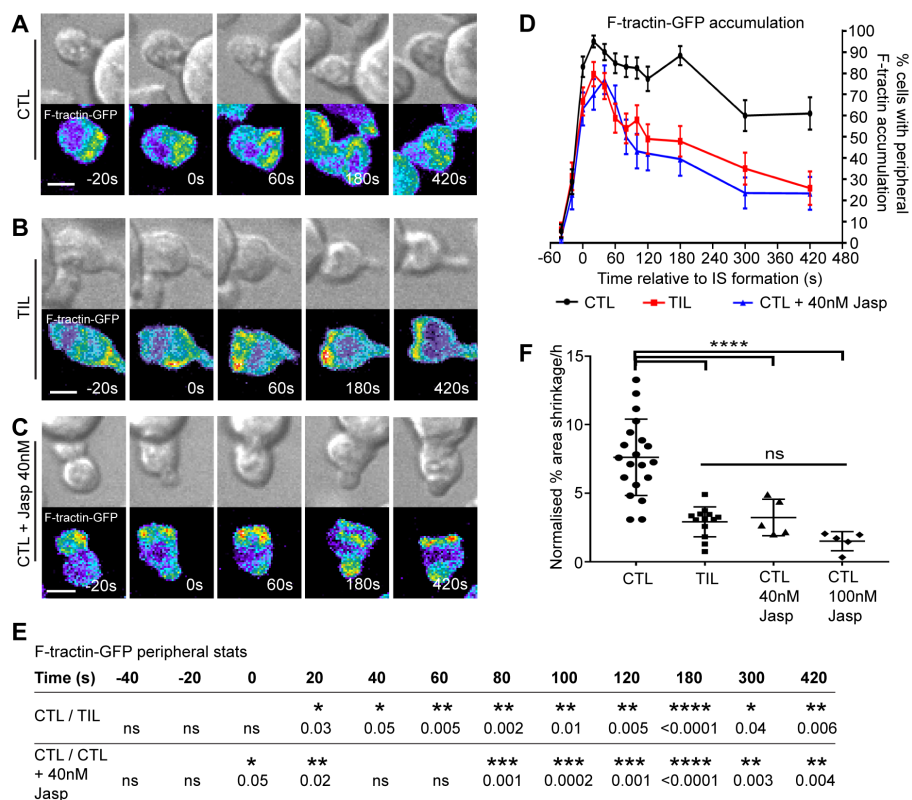 A
CTL
F-tractin-GFP
-20s
0s
60s
180s
420s
B
TIL
F-tractin-GFP
-20s
0s
60s
180s
420s
C
CTL + Jasp 40nM
F-tractin-GFP
-20s
0s
60s
180s
420s
D
F-tractin-GFP accumulation
100
90
80
70
60
50
40
30
20
10
0
% cells with peripheral
F-tractin accumulation
-60 0 60 120 180 240 300 360 420 480
Time relative to IS formation (s)
CTL TIL CTL + 40nM Jasp
F
Normalised % area shrinkage/h
15
10
5
0
****
ns
CTL TIL CTL CTL
40nM 100nM
Jasp Jasp
E
F-tractin-GFP peripheral stats
Time (s) -40 -20 0 20 40 60 80 100 120 180 300 420
* * ** ** ** ** **** * **
CTL / TIL
ns ns ns 0.03 0.05 0.005 0.002 0.01 0.005 <0.0001 0.04 0.006
CTL / CTL * ** *** *** *** **** ** **
+ 40nM ns ns 0.05 0.02 ns ns 0.001 0.0002 0.001 <0.0001 0.003 0.004
Jasp